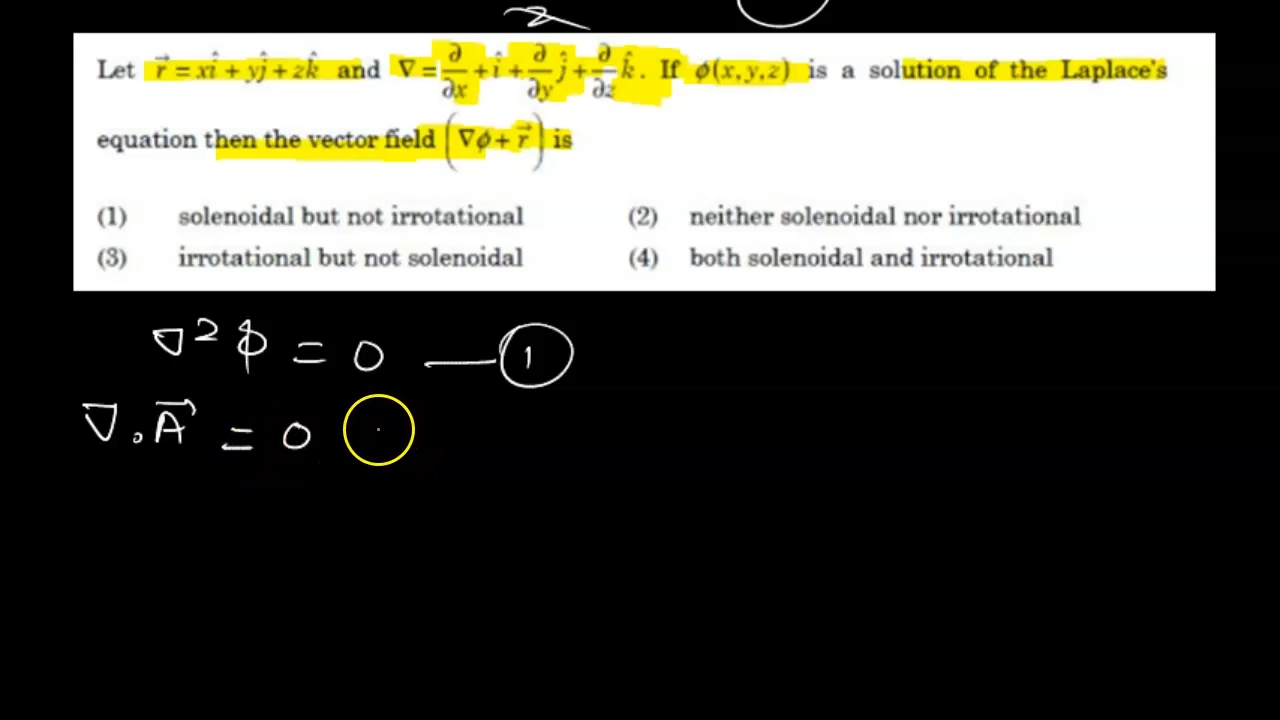 Let r⃗ = xî + yĵ + zk̂ and ∇ = ∂/∂x + î + ∂/∂y ĵ + ∂/∂z k̂ . If ϕ(x, y, z) is a solution of the Laplace's
equation then the vector field (∇ϕ + r⃗) is
(1) solenoidal but not irrotational (2) neither solenoidal nor irrotational
(3) irrotational but not solenoidal (4) both solenoidal and irrotational
∇² ϕ = 0 — 1
∇ . A⃗ = 0